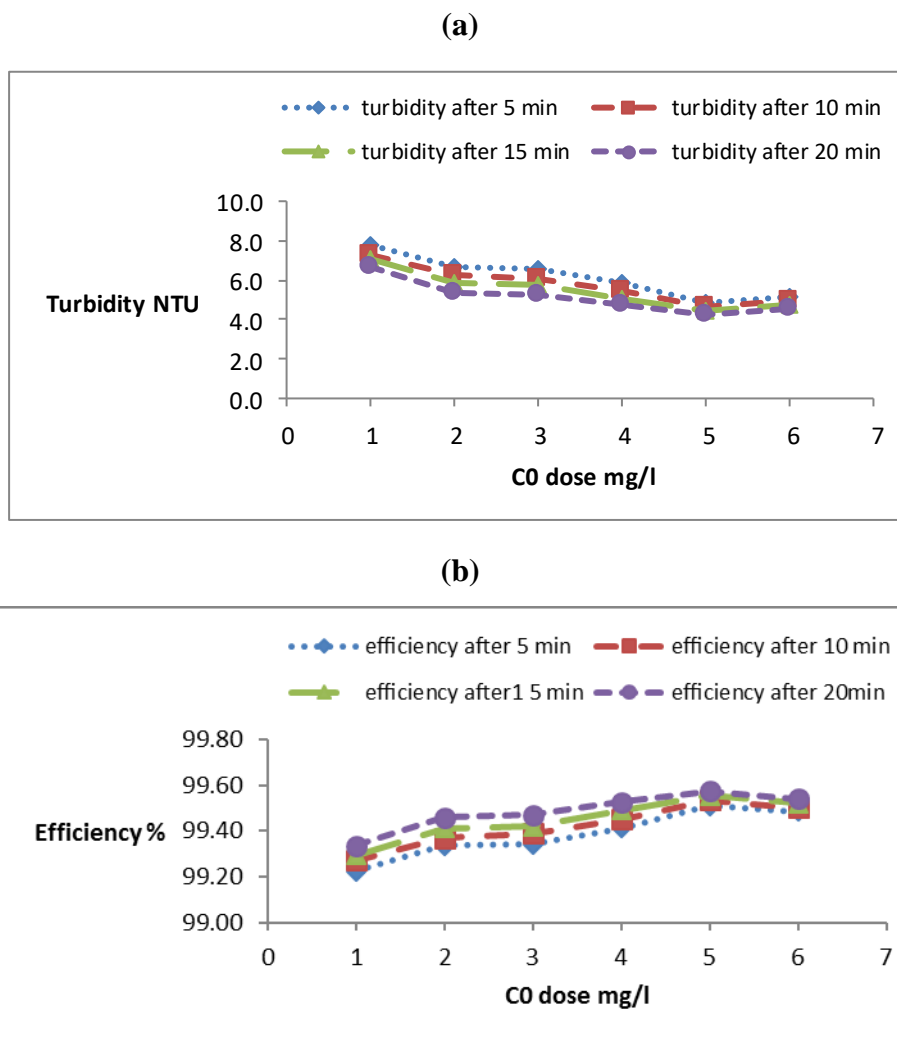 (a)
turbidity after 5 min turbidity after 10 min
turbidity after 15 min turbidity after 20 min
10.0
8.0
6.0
Turbidity NTU
4.0
2.0
0.0
0 1 2 3 4 5 6 7
C0 dose mg/l
(b)
efficiency after 5 min efficiency after 10 min
efficiency after1 5 min efficiency after 20min
99.80
99.60
99.40
Efficiency %
99.20
99.00
0 1 2 3 4 5 6 7
C0 dose mg/l